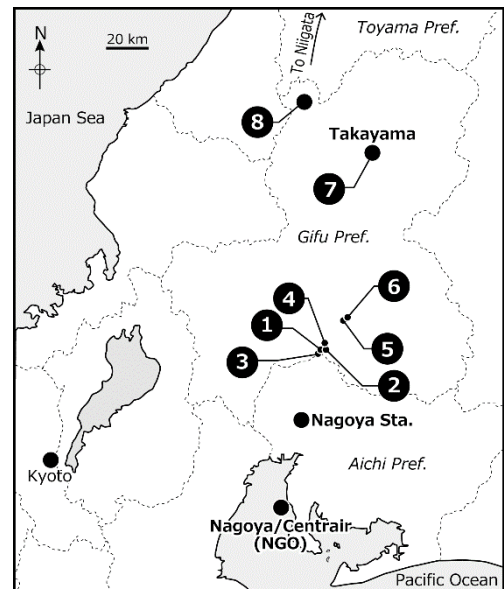 Toyama Pref.
N
20 km
To Niigata
Japan Sea
8
Takayama
7
Gifu Pref.
6
4
1
5
3
2
Nagoya Sta.
Kyoto
Aichi Pref.
Nagoya/Centrair
(NGO)
Pacific Ocean